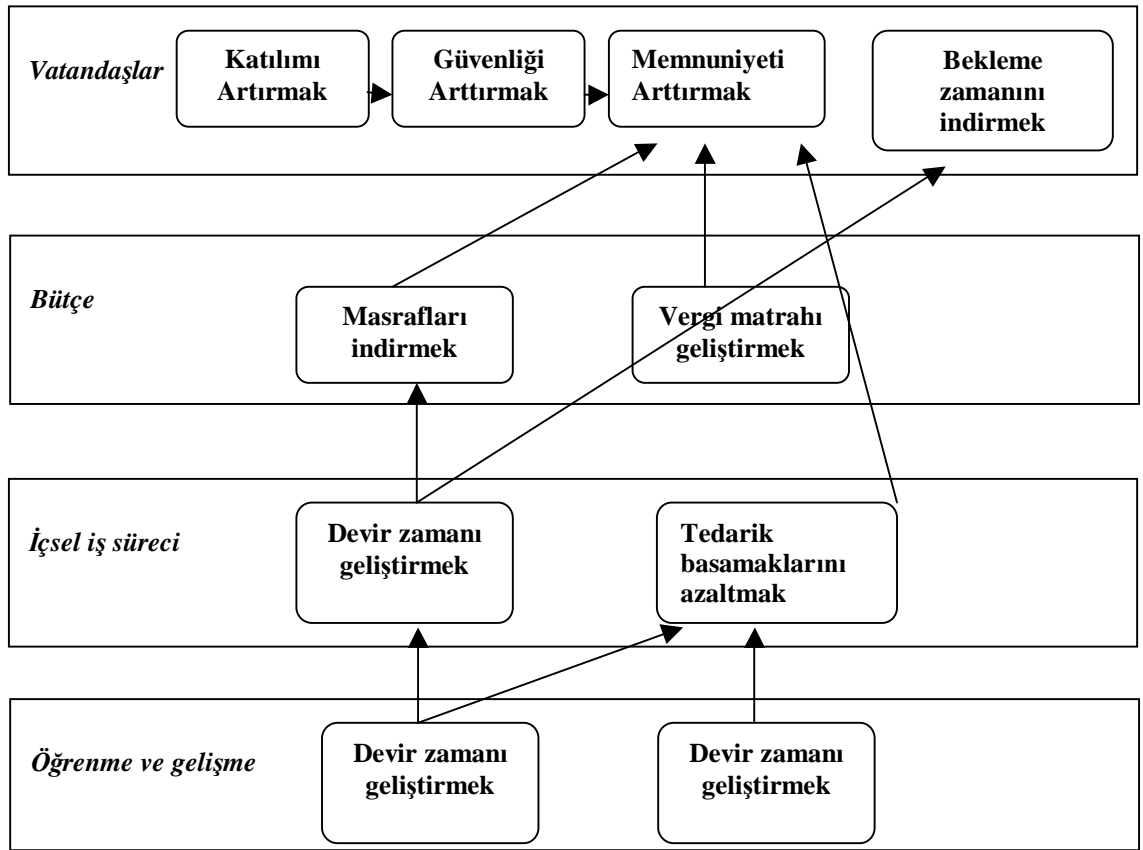 Vatandaşlar
Katılımı
Artırmak
Güvenliği
Arttırmak
Memnuniyeti
Arttırmak
Bekleme
zamanını
indirmek
Bütçe
Masrafları
indirmek
Vergi matrahı
geliştirmek
İçsel iş süreci
Devir zamanı
geliştirmek
Tedarik
basamaklarını
azaltmak
Öğrenme ve gelişme
Devir zamanı
geliştirmek
Devir zamanı
geliştirmek